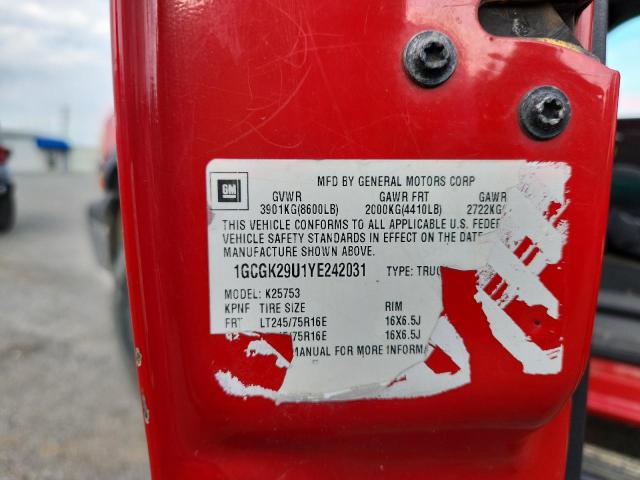 GM
MFD BY GENERAL MOTORS CORP
GVWR GAWR FRT GAWR
3901KG(8600LB) 2000KG(4410LB) 2722KG
THIS VEHICLE CONFORMS TO ALL APPLICABLE U.S. FEDER
VEHICLE SAFETY STANDARDS IN EFFECT ON THE DATE
MANUFACTURE SHOWN ABOVE.
1GCGK29U1YE242031 TYPE: TRUC
MODEL: K25753
KPNF TIRE SIZE RIM
FRT LT245/75R16E 16X6.5J
/75R16E 16X6.5J
MANUAL FOR MORE INFORMA